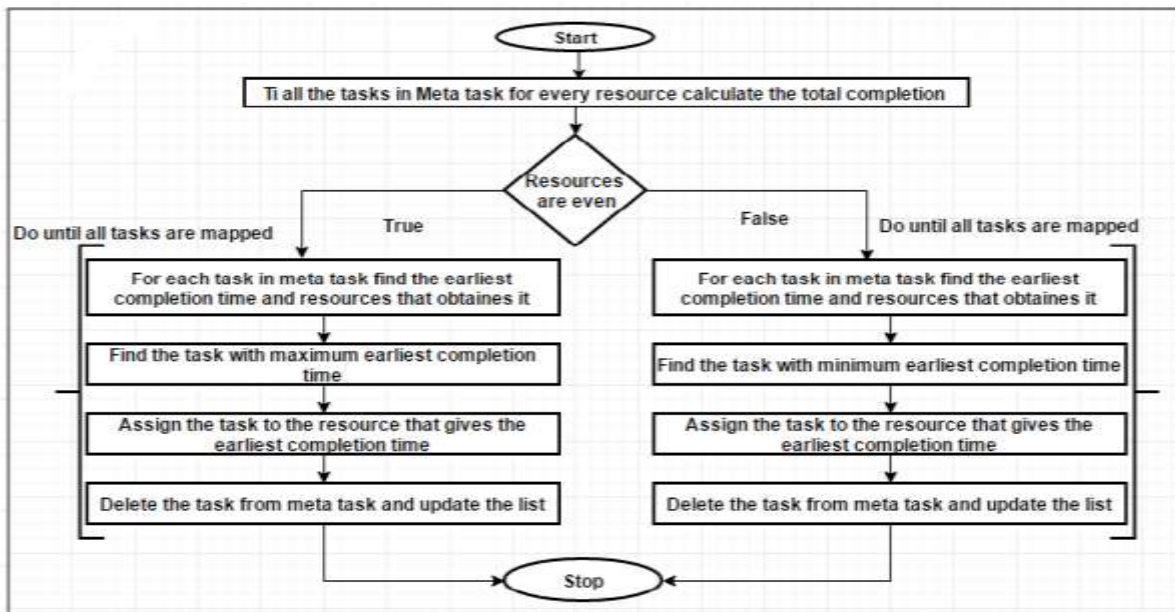 Start
Ti all the tasks in Meta task for every resource calculate the total completion
Resources
are even
True
False
Do until all tasks are mapped
Do until all tasks are mapped
For each task in meta task find the earliest
completion time and resources that obtaines it
Find the task with maximum earliest completion
time
Assign the task to the resource that gives the
earliest completion time
Delete the task from meta task and update the list
For each task in meta task find the earliest
completion time and resources that obtaines it
Find the task with minimum earliest completion time
Assign the task to the resource that gives the
earliest completion time
Delete the task from meta task and update the list
Stop